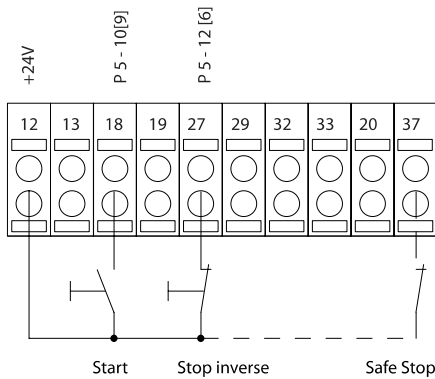 +24V
P 5 - 10[9]
P 5 - 12 [6]
12 13 18 19 27 29 32 33 20 37
Start Stop inverse Safe Stop